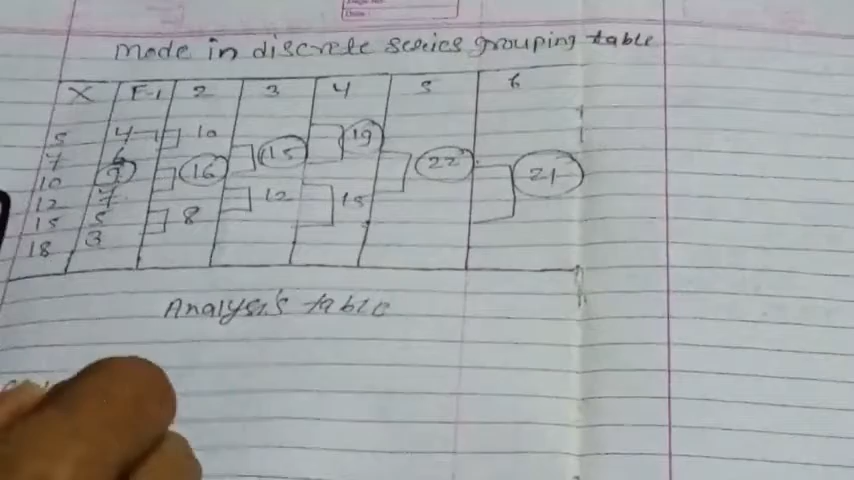 Mode in discrete series grouping table
X F-1 2 3 4 5 6
5 4 10 19
7 6 15 22
10 9 16 21
12 7 12 15
15 5 8
18 3
Analysis table